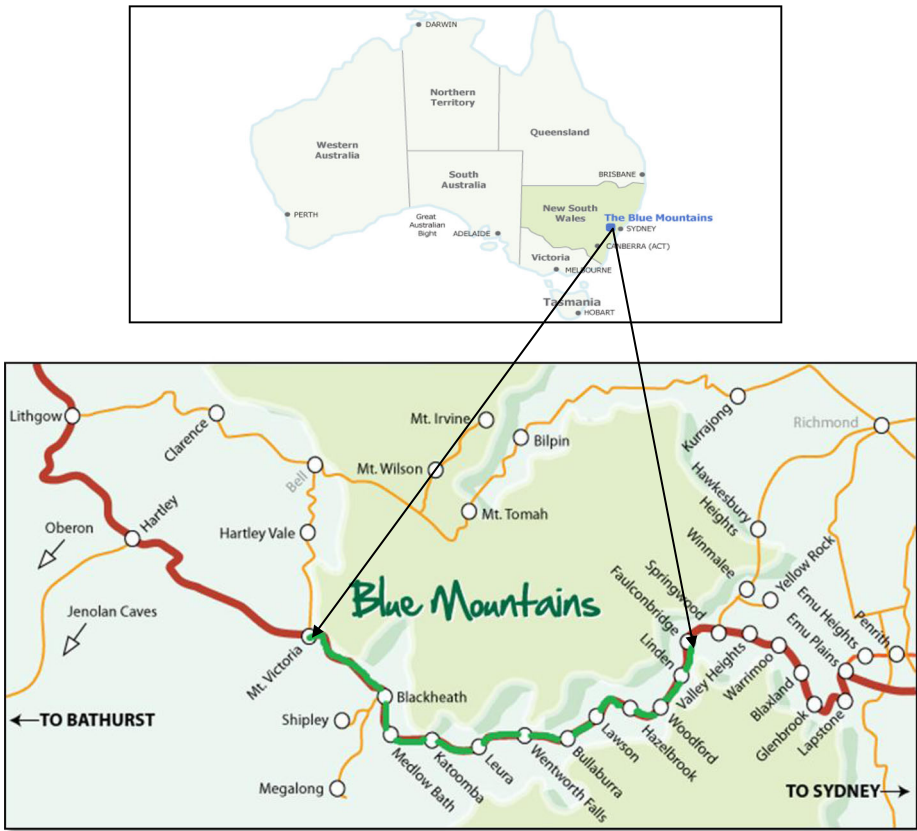 DARWIN
Northern
Territory
Queensland
Western
Australia
South
Australia
BRISBANE
New South
Wales
The Blue Mountains
PERTH
Great
Australian
Bight
ADELAIDE
SYDNEY
CANBERRA (ACT)
Victoria
MELBOURNE
Tasmania
HOBART
Lithgow
Clarence
Mt. Irvine
Bilpin
Kurrajong
Richmond
Bell
Mt. Wilson
Mt. Tomah
Hawkesbury
Heights
Oberon
Hartley
Hartley Vale
Winmalee
Yellow Rock
Jenolan Caves
Blue Mountains
Springwood
Faulconbridge
Linden
Emu Heights
Emu Plains
Penrith
Mt. Victoria
Valley Heights
Warrimoo
Blaxland
Glenbrook
Lapstone
Blackheath
TO BATHURST
Shipley
Megalong
Medlow Bath
Katoomba
Leura
Wentworth Falls
Bullaburra
Lawson
Hazelbrook
Woodford
TO SYDNEY